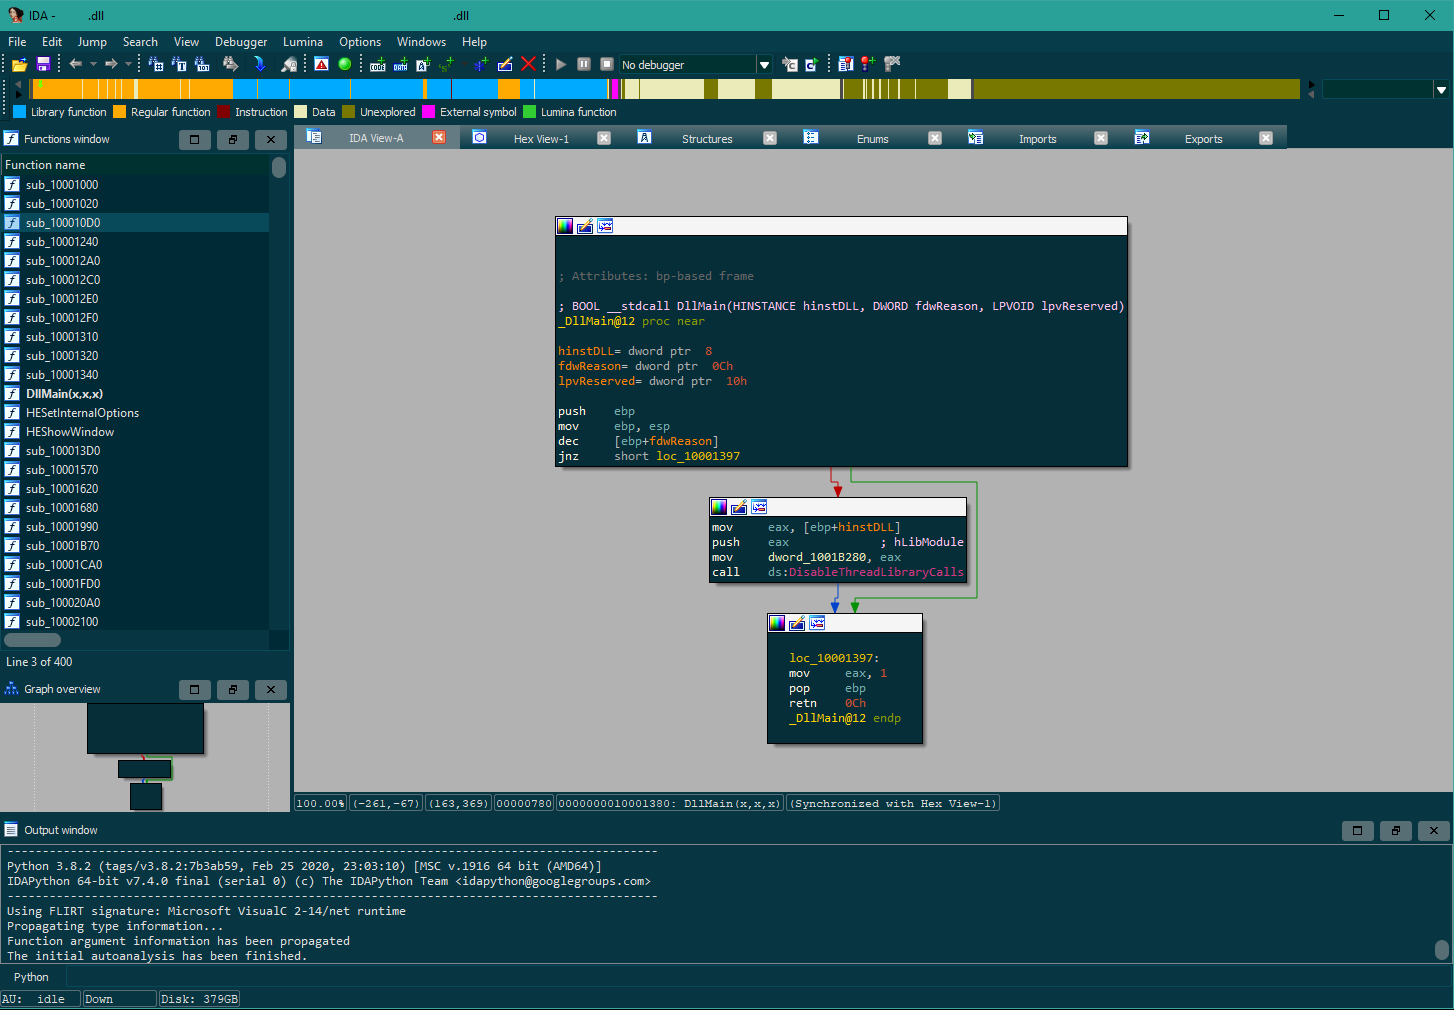 IDA - .dll .dll
File Edit Jump Search View Debugger Lumina Options Windows Help
No debugger
Library function Regular function Instruction Data Unexplored External symbol Lumina function
Functions window
IDA View-A Hex View-1 Structures Enums Imports Exports
Function name
sub_10001000
sub_10001020
sub_100010D0
sub_10001240
sub_100012A0
sub_100012C0
sub_100012E0
sub_100012F0
sub_10001310
sub_10001320
sub_10001340
DllMain(x,x,x)
HESetInternalOptions
HEShowWindow
sub_100013D0
sub_10001570
sub_10001620
sub_10001680
sub_10001990
sub_10001B70
sub_10001CA0
sub_10001FD0
sub_100020A0
sub_10002100
Line 3 of 400
Graph overview
; Attributes: bp-based frame
; BOOL __stdcall DllMain(HINSTANCE hinstDLL, DWORD fdwReason, LPVOID lpvReserved)
_DllMain@12 proc near
hinstDLL= dword ptr 8
fdwReason= dword ptr 0Ch
lpvReserved= dword ptr 10h
push ebp
mov ebp, esp
dec [ebp+fdwReason]
jnz short loc_10001397
mov eax, [ebp+hinstDLL]
push eax ; hLibModule
mov dword_1001B280, eax
call ds:DisableThreadLibraryCalls
loc_10001397:
mov eax, 1
pop ebp
retn 0Ch
_DllMain@12 endp
100.00% (-261,-67) (163,369) 00000780 0000000010001380: DllMain(x,x,x) (Synchronized with Hex View-1)
Output window
---------------------------------------------------------------------------------------------
Python 3.8.2 (tags/v3.8.2:7b3ab59, Feb 25 2020, 23:03:10) [MSC v.1916 64 bit (AMD64)]
IDAPython 64-bit v7.4.0 final (serial 0) (c) The IDAPython Team <idapython@googlegroups.com>
---------------------------------------------------------------------------------------------
Using FLIRT signature: Microsoft VisualC 2-14/net runtime
Propagating type information...
Function argument information has been propagated
The initial autoanalysis has been finished.
Python
AU: idle Down Disk: 379GB